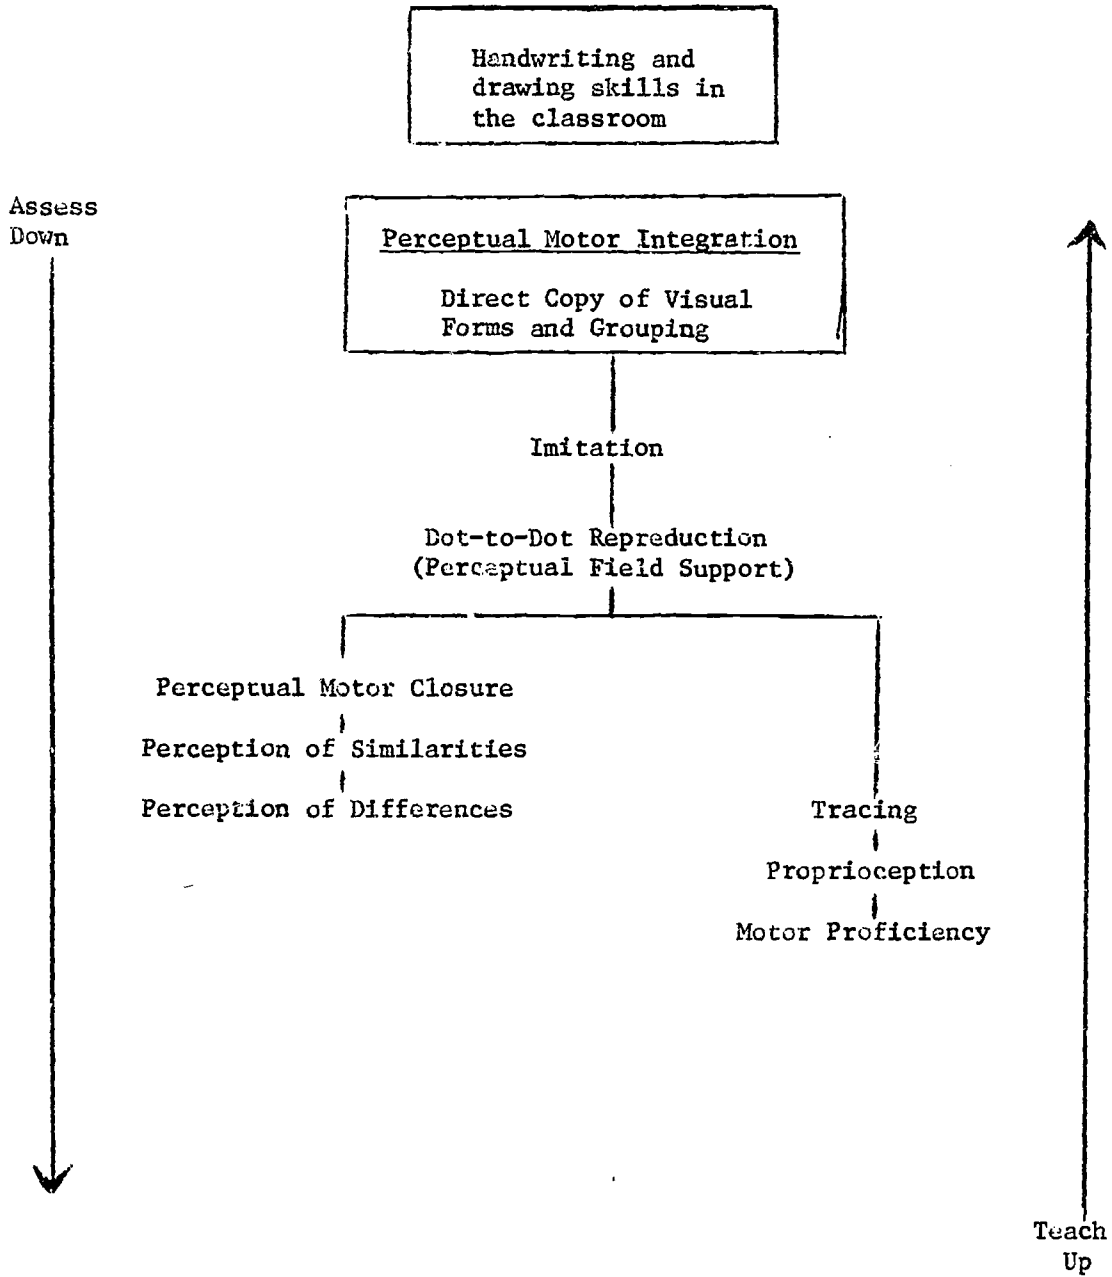 Handwriting and
drawing skills in
the classroom
Assess
Down
Perceptual Motor Integration
Direct Copy of Visual
Forms and Grouping
Imitation
Dot-to-Dot Repreduction
(Perceptual Field Support)
Perceptual Motor Closure
Perception of Similarities
Perception of Differences
Tracing
Proprioception
Motor Proficiency
Teach
Up